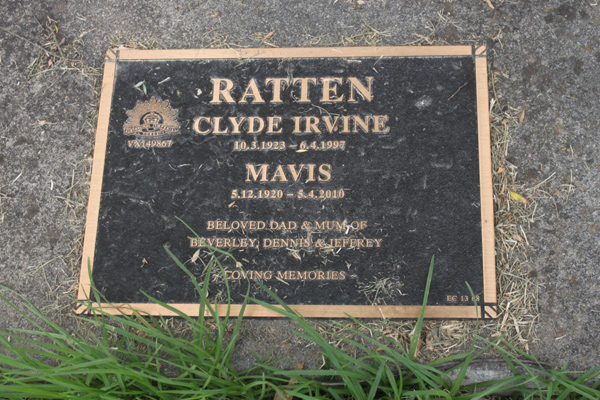 RATTEN
CLYDE IRVINE
VX149867
10.3.1923 – 6.4.1997
MAVIS
5.12.1920 – 5.4.2010
BELOVED DAD & MUM OF
BEVERLEY, DENNIS & JEFFREY
LOVING MEMORIES